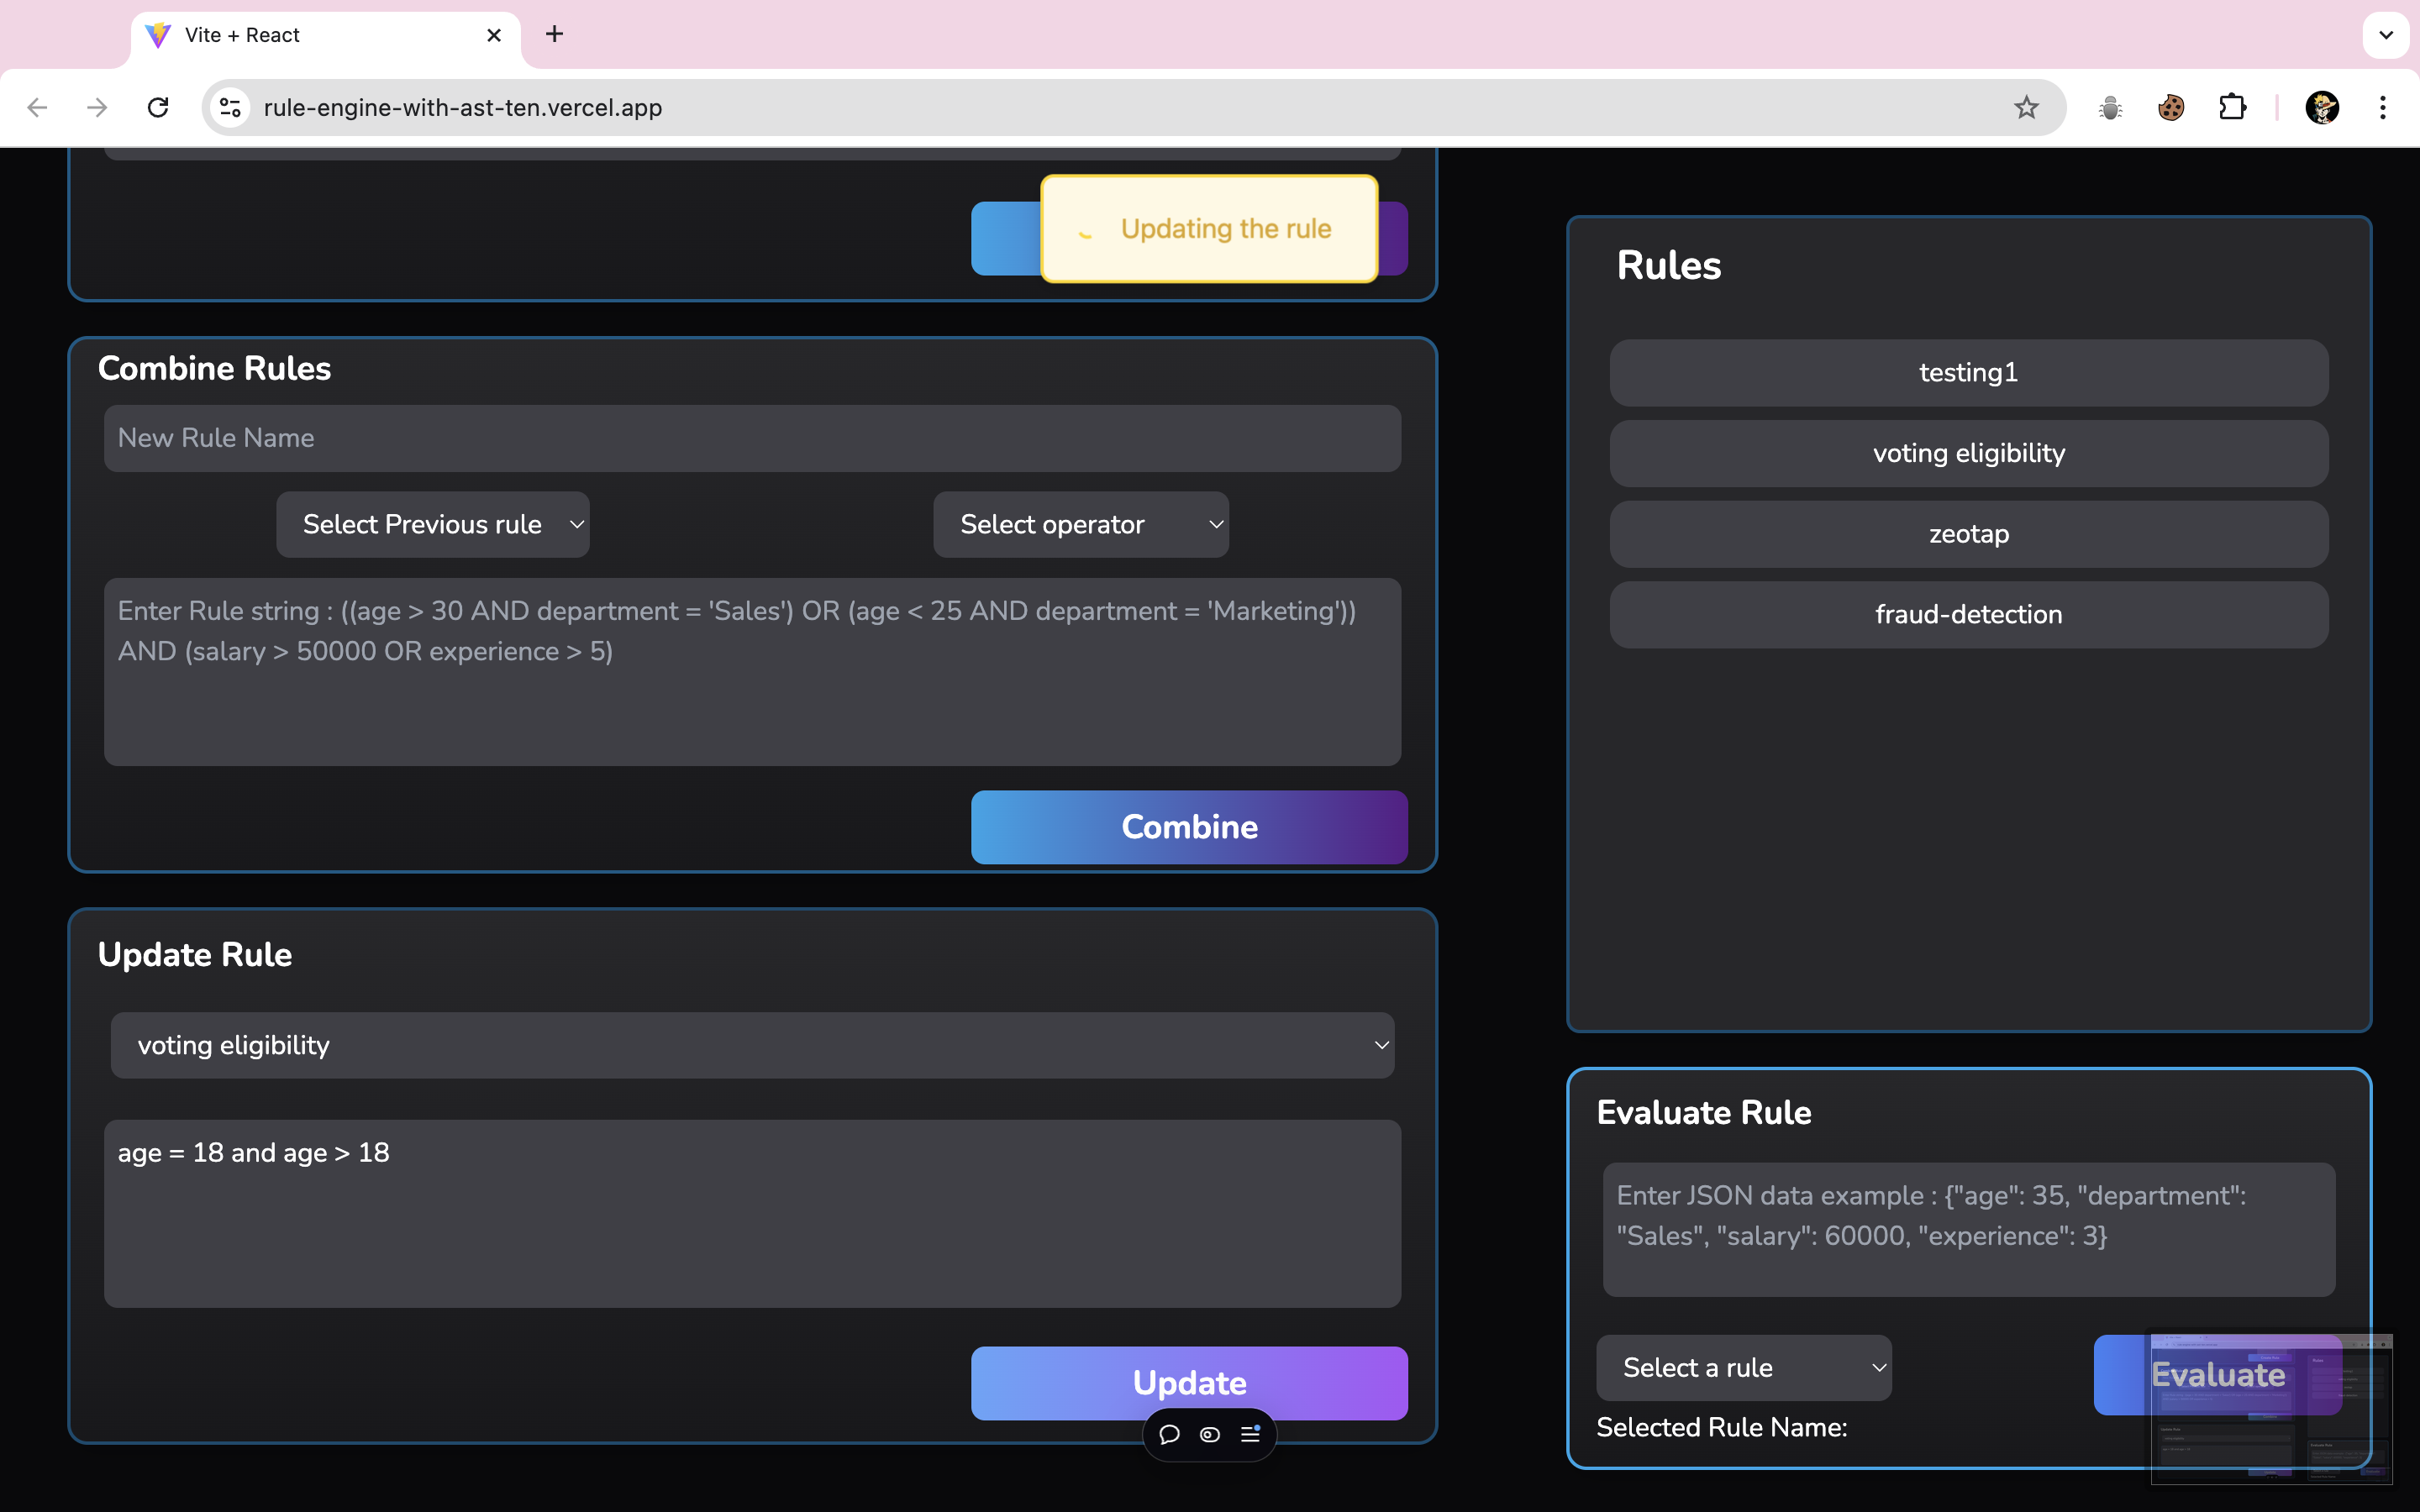 Vite + React
rule-engine-with-ast-ten.vercel.app
Updating the rule
Combine Rules
New Rule Name
Select Previous rule
Select operator
Enter Rule string : ((age > 30 AND department = 'Sales') OR (age < 25 AND department = 'Marketing'))
AND (salary > 50000 OR experience > 5)
Combine
Update Rule
voting eligibility
age = 18 and age > 18
Update
Rules
testing1
voting eligibility
zeotap
fraud-detection
Evaluate Rule
Enter JSON data example : {"age": 35, "department":
"Sales", "salary": 60000, "experience": 3}
Select a rule
Evaluate
Selected Rule Name: